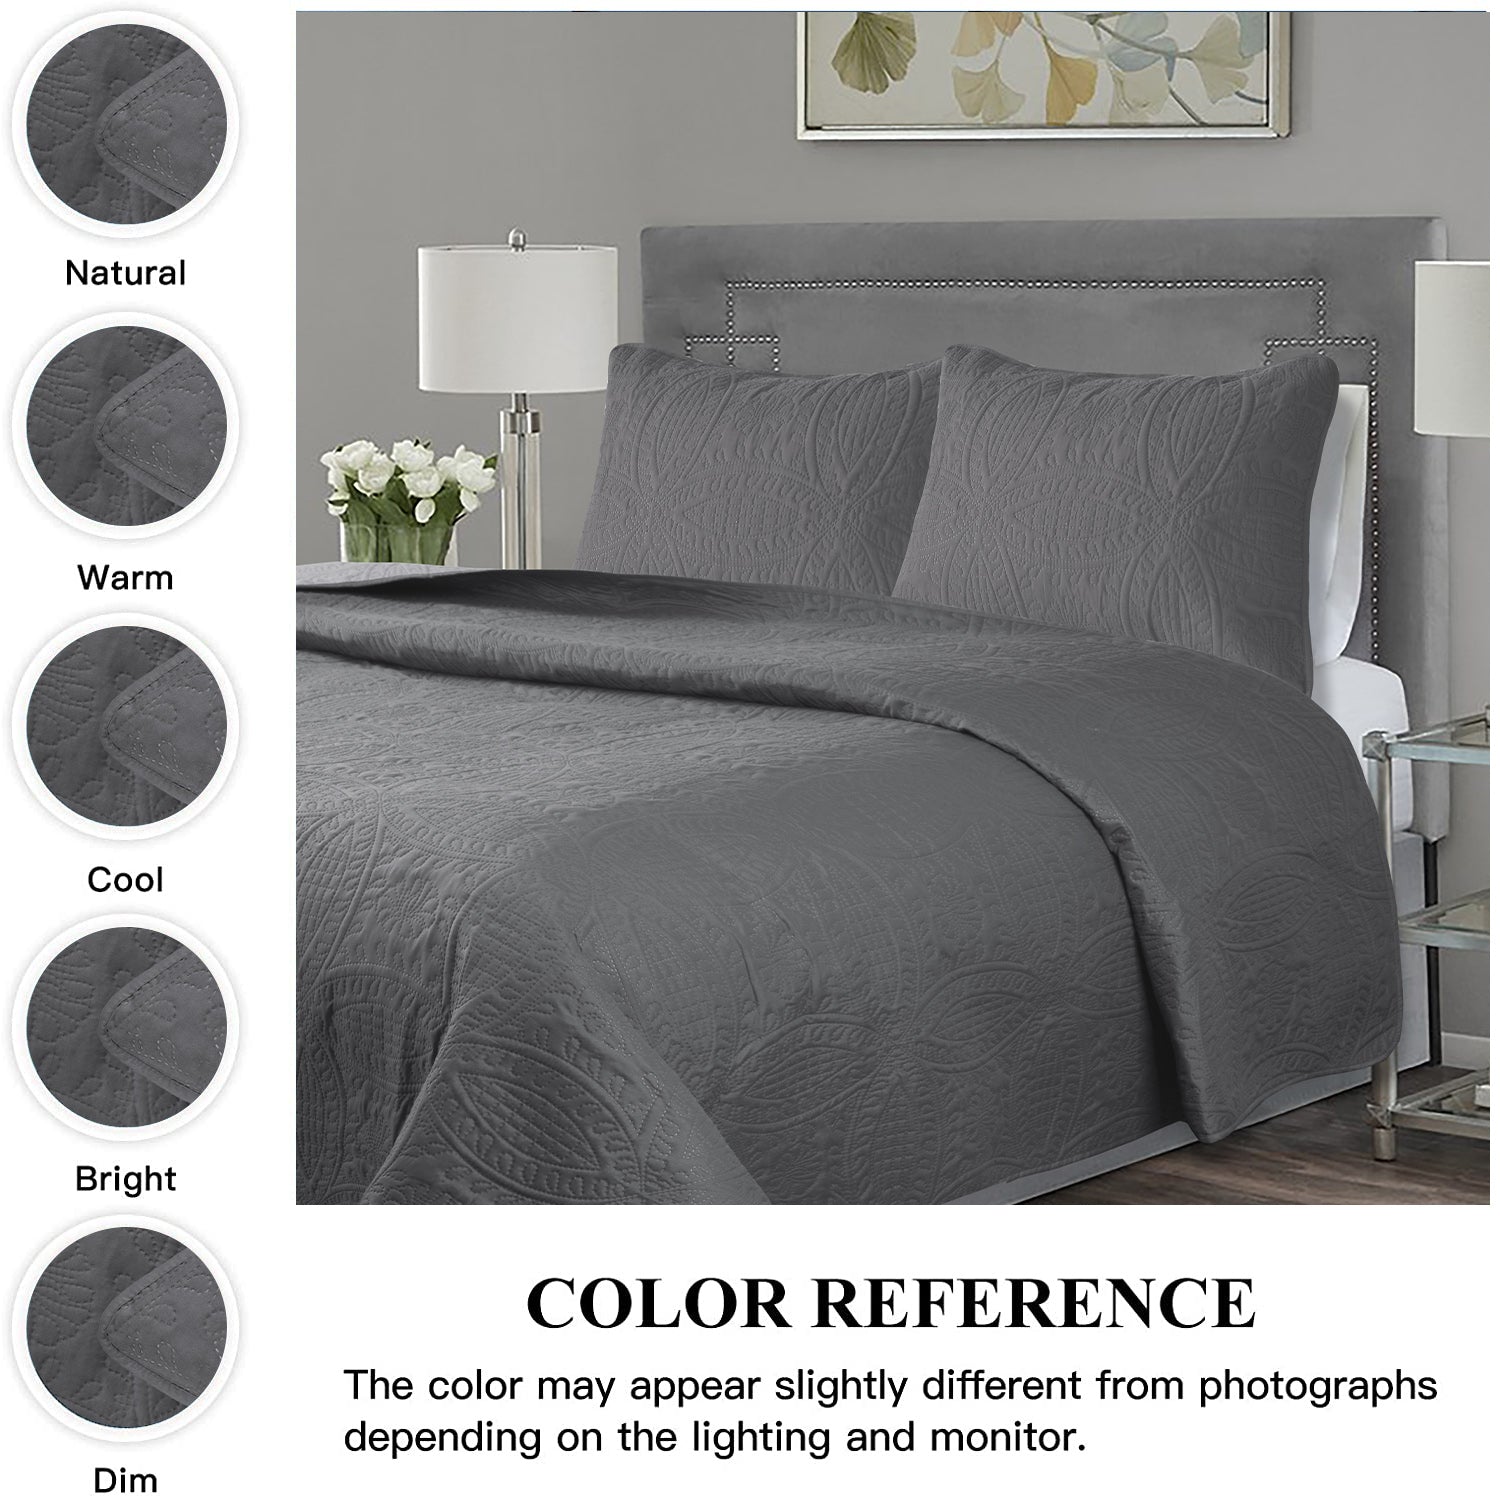 Natural
Warm
Cool
Bright
Dim
COLOR REFERENCE
The color may appear slightly different from photographs
depending on the lighting and monitor.